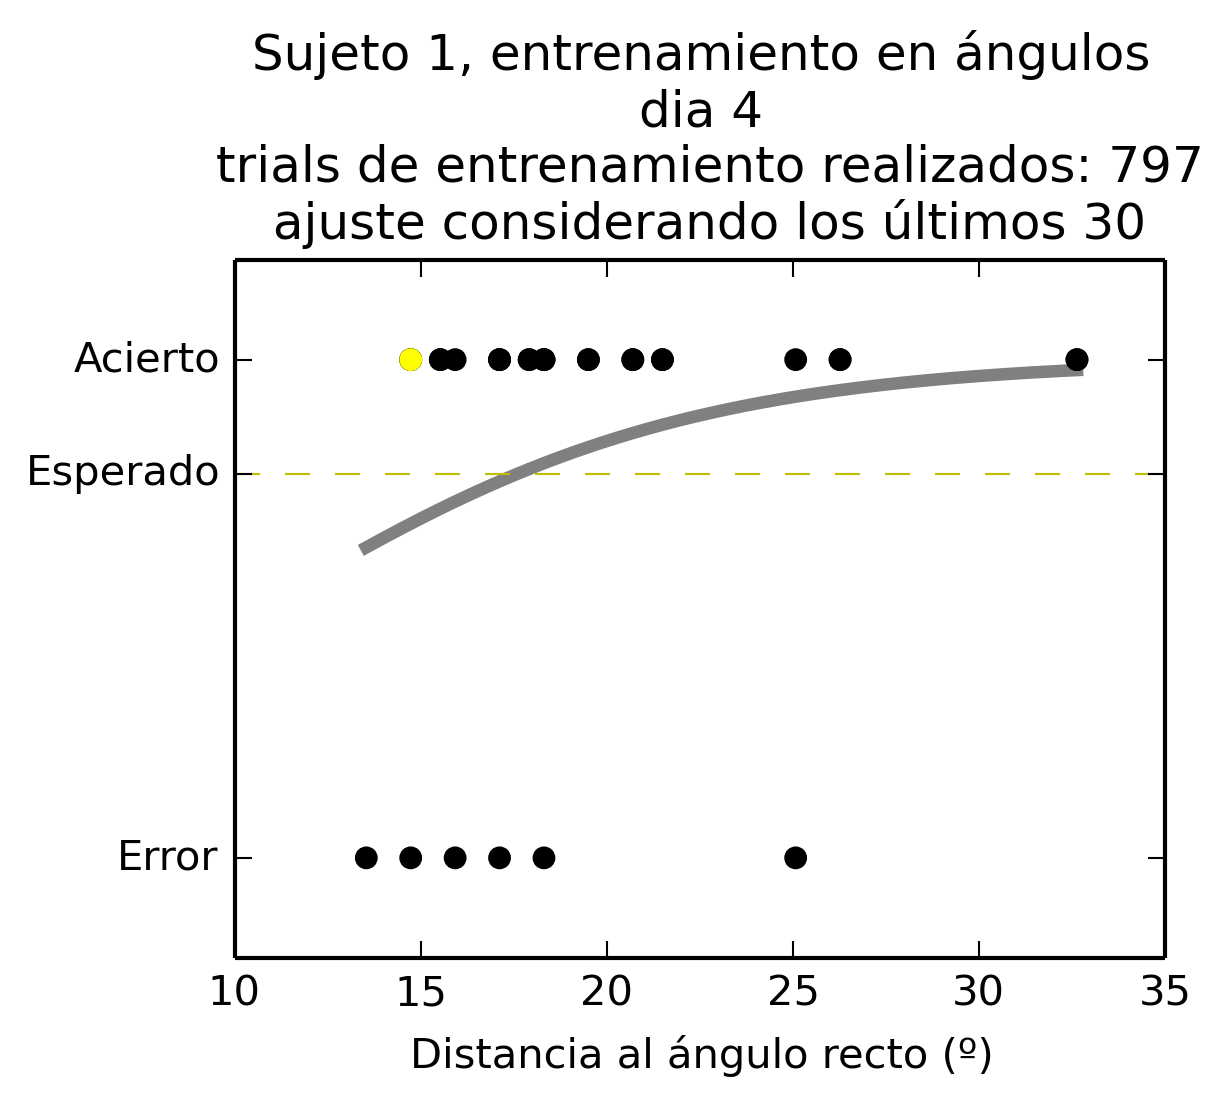 Sujeto 1, entrenamiento en ángulos
dia 4
trials de entrenamiento realizados: 797
ajuste considerando los últimos 30
Acierto
Esperado
Error
10 15 20 25 30 35
Distancia al ángulo recto (º)